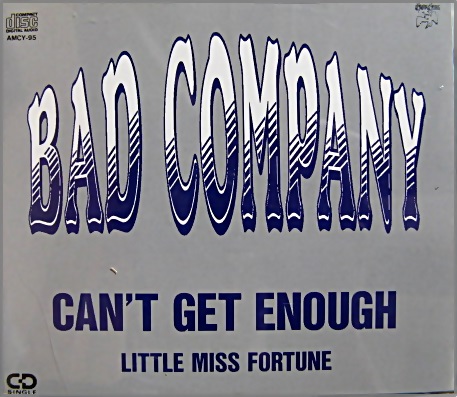 COMPACT
disc
DIGITAL AUDIO
AMCY-95
BAD COMPANY
CAN'T GET ENOUGH
LITTLE MISS FORTUNE
CD
SINGLE